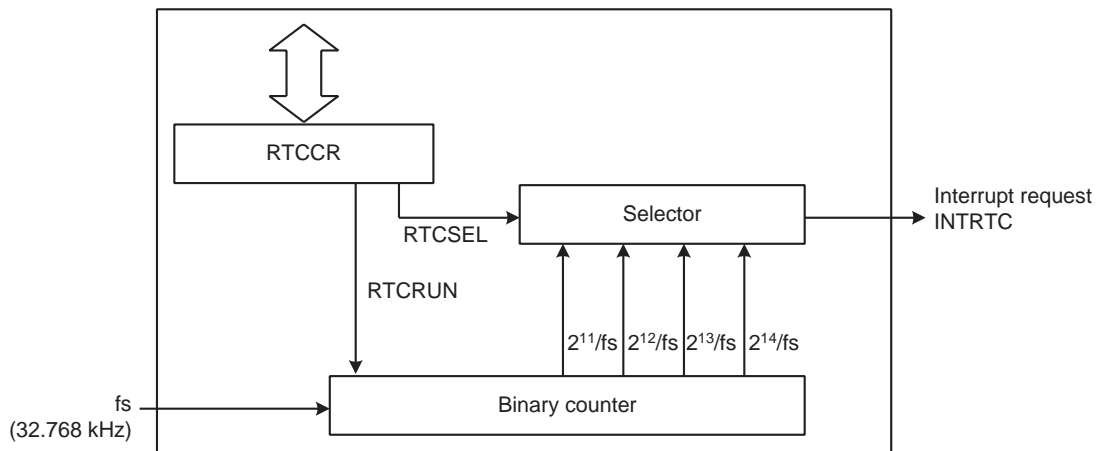 RTCCR
Selector
Interrupt request
INTRTC
RTCSEL
RTCRUN
2¹¹/fs 2¹²/fs 2¹³/fs 2¹⁴/fs
Binary counter
fs
(32.768 kHz)